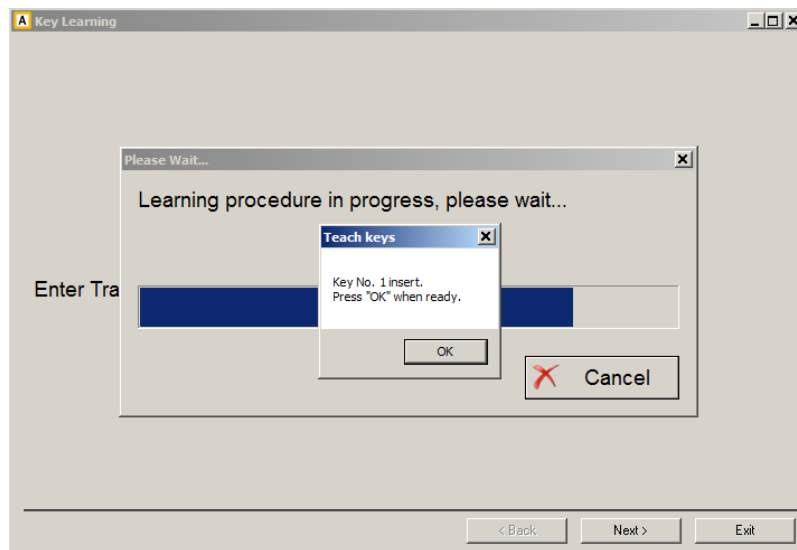 A Key Learning
Please Wait...
Learning procedure in progress, please wait...
Teach keys
Key No. 1 insert.
Press "OK" when ready.
Enter Tra
OK
Cancel
< Back
Next >
Exit